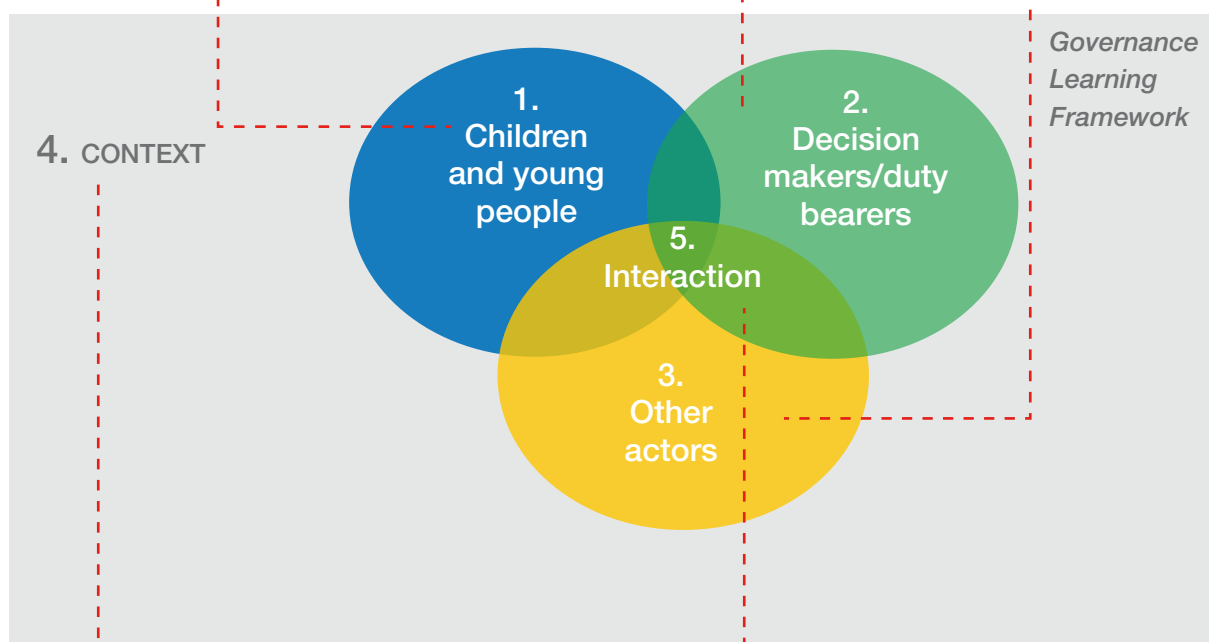 Governance
Learning
Framework
4. CONTEXT
1.
Children
and young
people
2.
Decision
makers/duty
bearers
5.
Interaction
3.
Other
actors